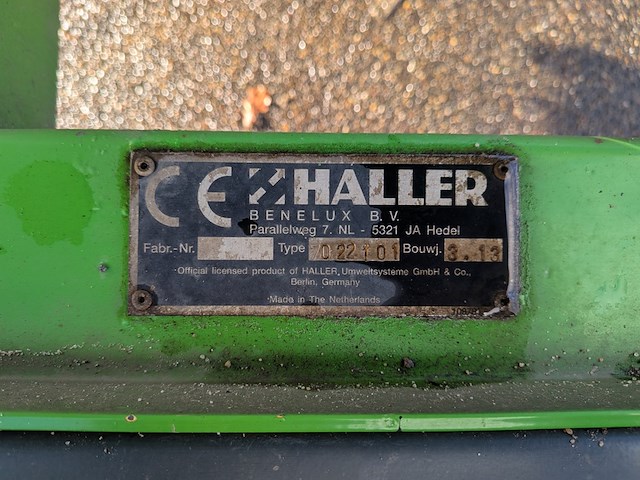 CE HALLER
BENELUX B.V.
Parallelweg 7. NL - 5321 JA Hedel
Fabr.-Nr. Type 7022101 Bouwj. 3.13
Official licensed product of HALLER Umweltsysteme GmbH & Co.,
Berlin, Germany
Made in The Netherlands